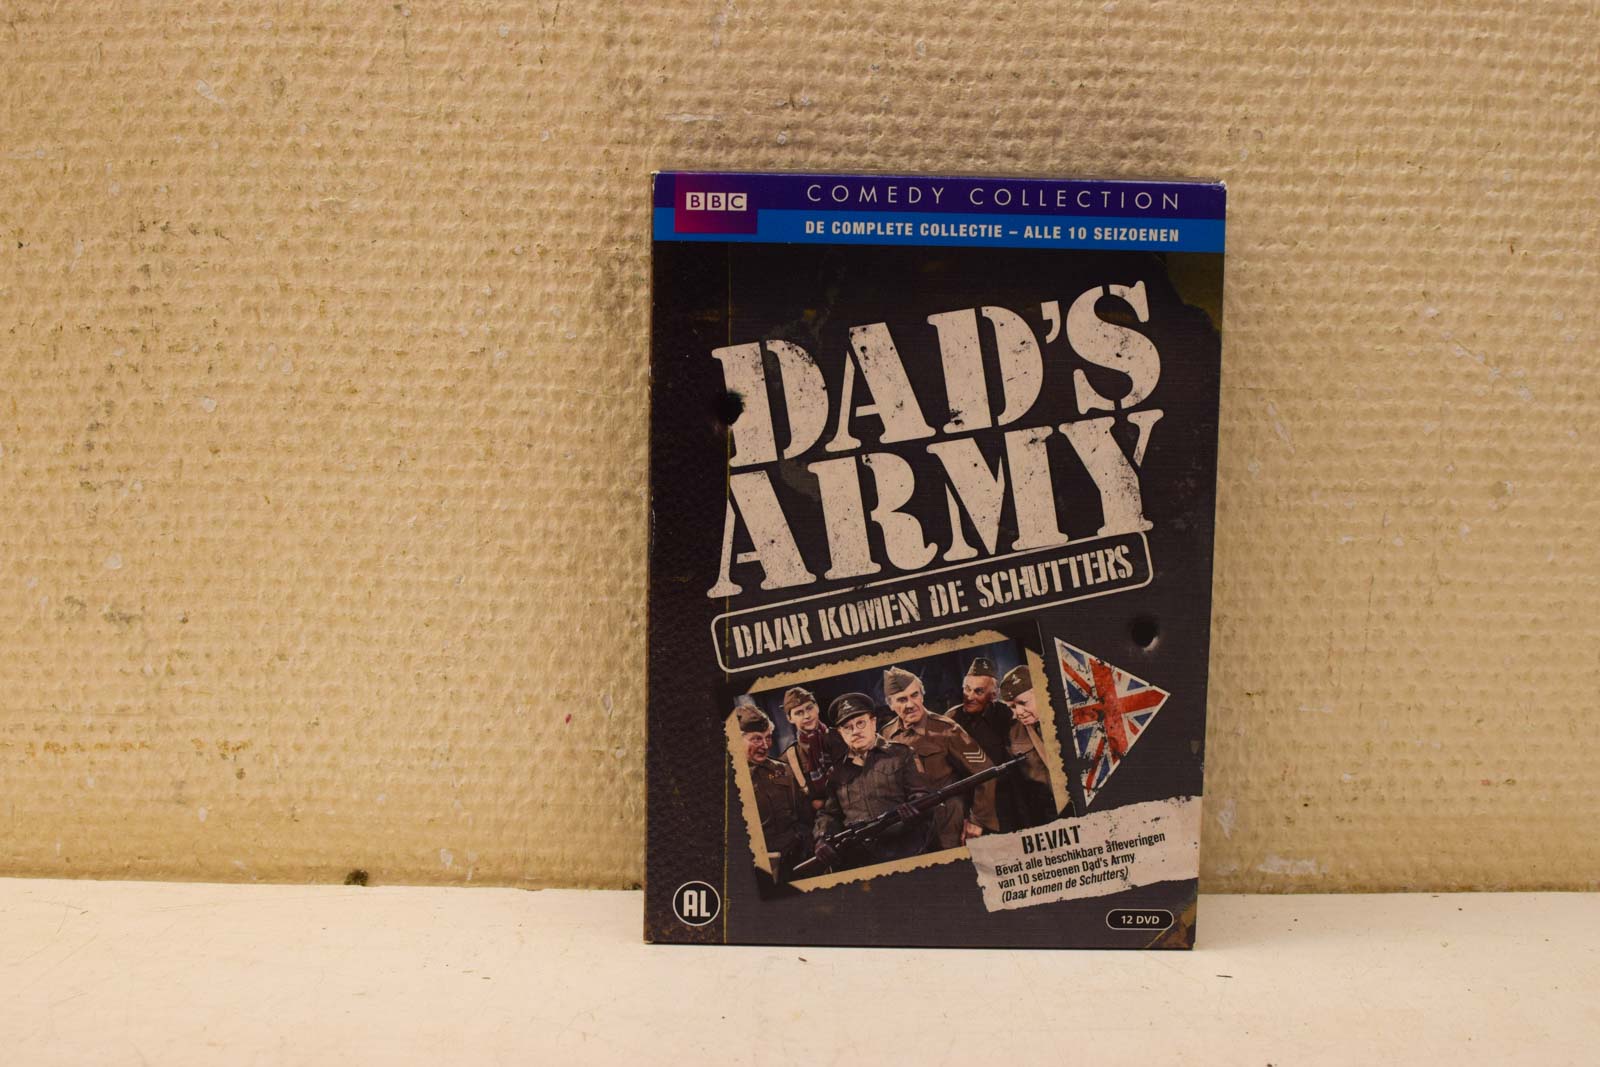 BBC
COMEDY COLLECTION
DE COMPLETE COLLECTIE – ALLE 10 SEIZOENEN
DAD'S
ARMY
DAAR KOMEN DE SCHUTTERS
BEVAT
Bevat alle beschikbare afleveringen
van 10 seizoenen Dad's Army
(Daar komen de Schutters)
AL
12 DVD